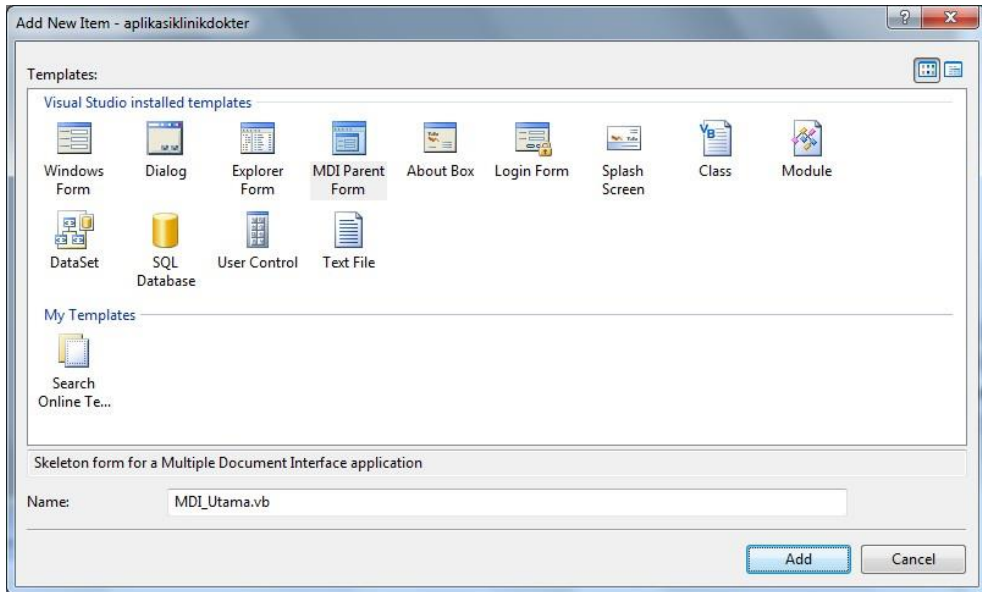 Add New Item - aplikasiklinikdokter
Templates:
Visual Studio installed templates
Windows Form
Dialog
Explorer Form
MDI Parent Form
About Box
Login Form
Splash Screen
Class
Module
DataSet
SQL Database
User Control
Text File
My Templates
Search Online Te...
Skeleton form for a Multiple Document Interface application
Name: MDI_Utama.vb
Add Cancel